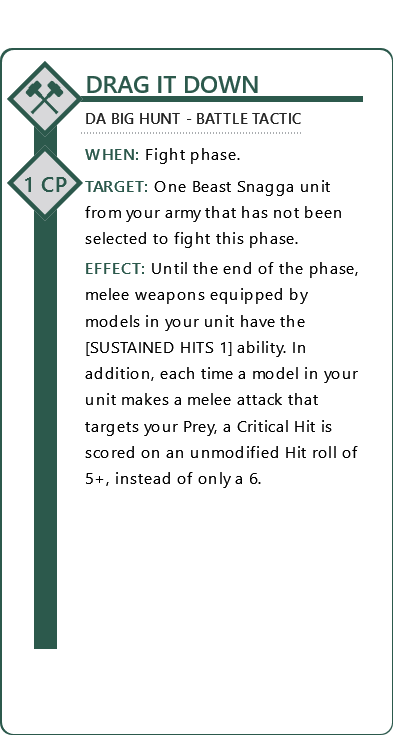 DRAG IT DOWN
DA BIG HUNT - BATTLE TACTIC
WHEN: Fight phase.
1 CP
TARGET: One Beast Snagga unit
from your army that has not been
selected to fight this phase.
EFFECT: Until the end of the phase,
melee weapons equipped by
models in your unit have the
[SUSTAINED HITS 1] ability. In
addition, each time a model in your
unit makes a melee attack that
targets your Prey, a Critical Hit is
scored on an unmodified Hit roll of
5+, instead of only a 6.